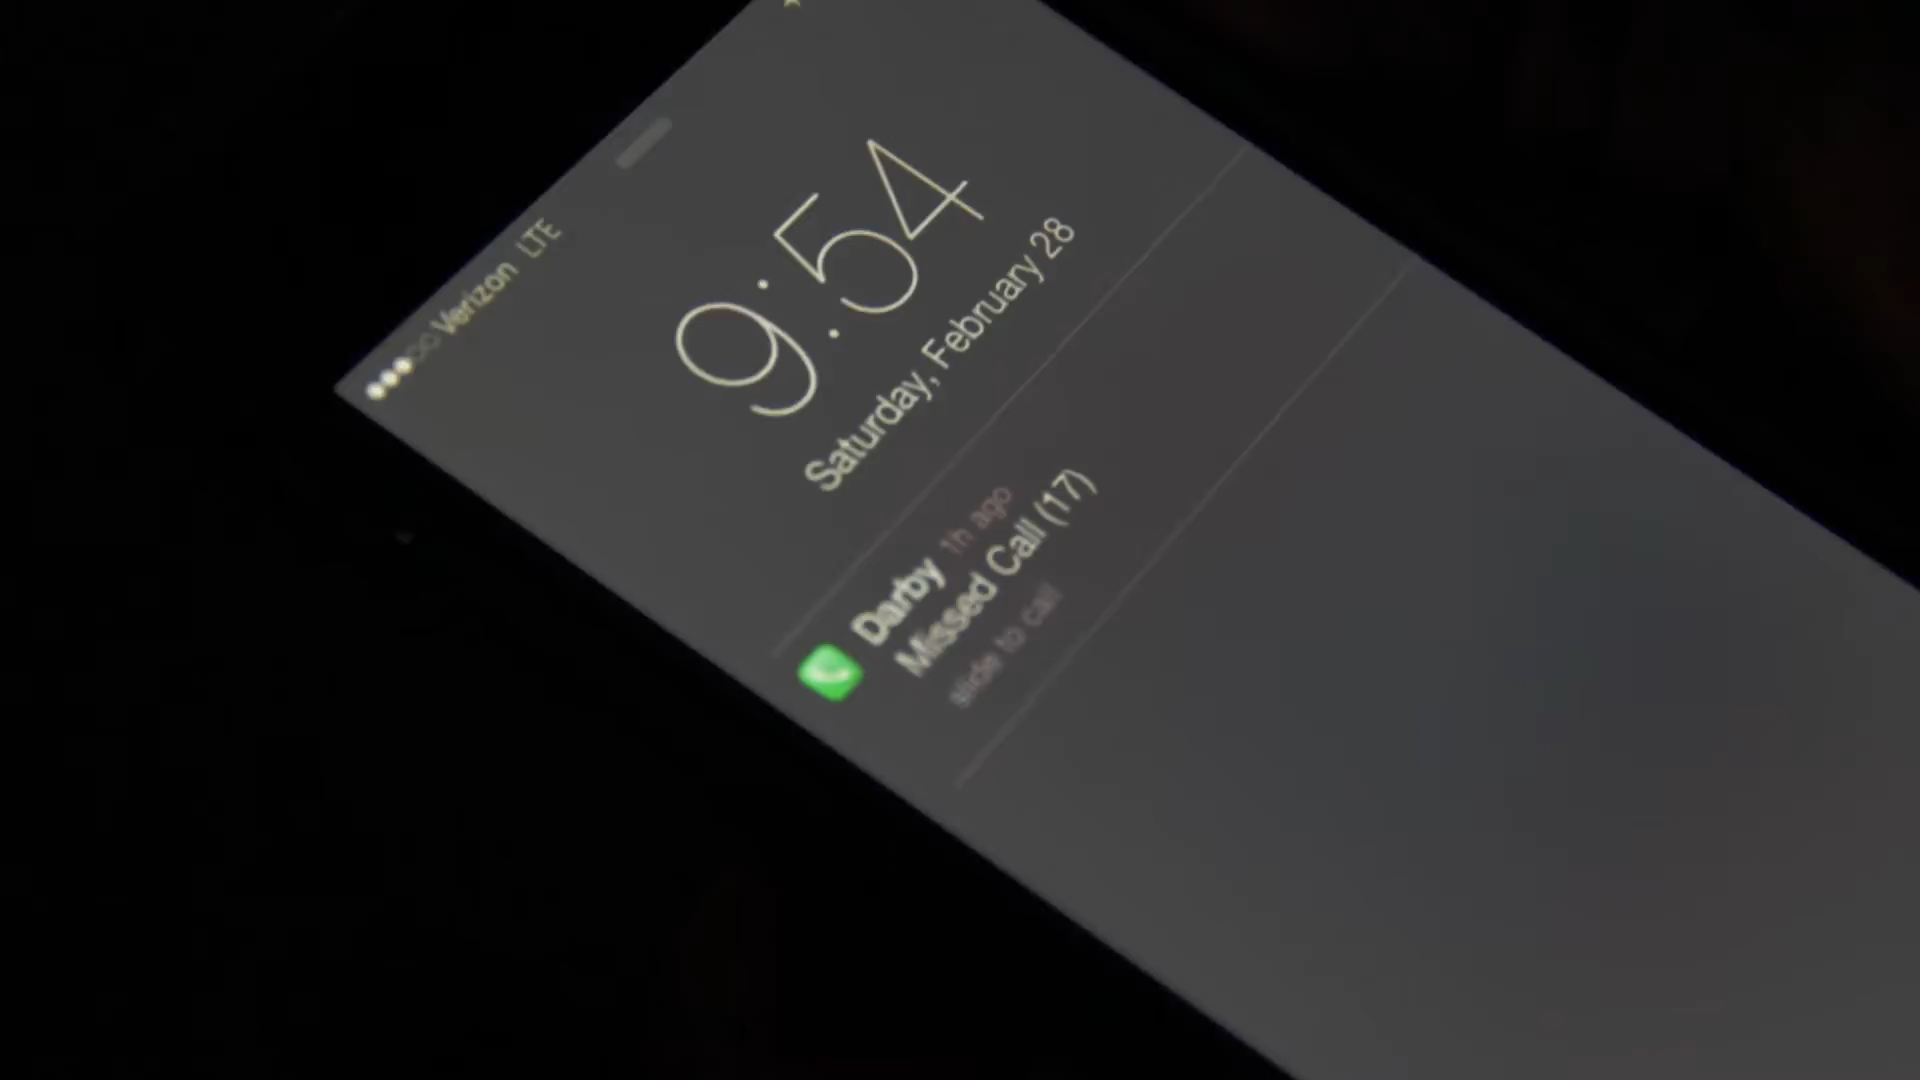 Verizon LTE
9:54
Saturday, February 28
Darby 1h ago
Missed Call (17)
slide to call